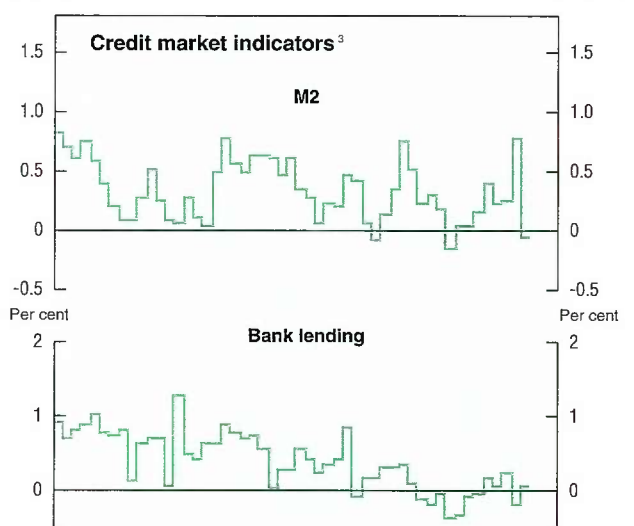 Credit market indicators³
M2
1.5 1.5
1.0 1.0
0.5 0.5
0 0
-0.5 -0.5
Per cent Per cent
Bank lending
2 2
1 1
0 0